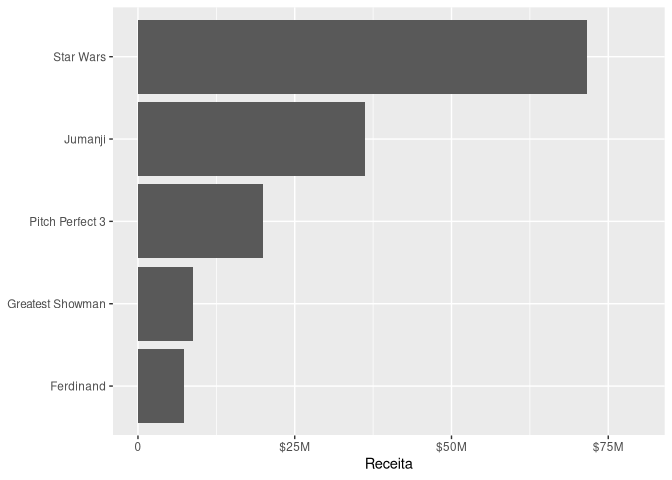 Star Wars
Jumanji
Pitch Perfect 3
Greatest Showman
Ferdinand
0 $25M $50M $75M
Receita